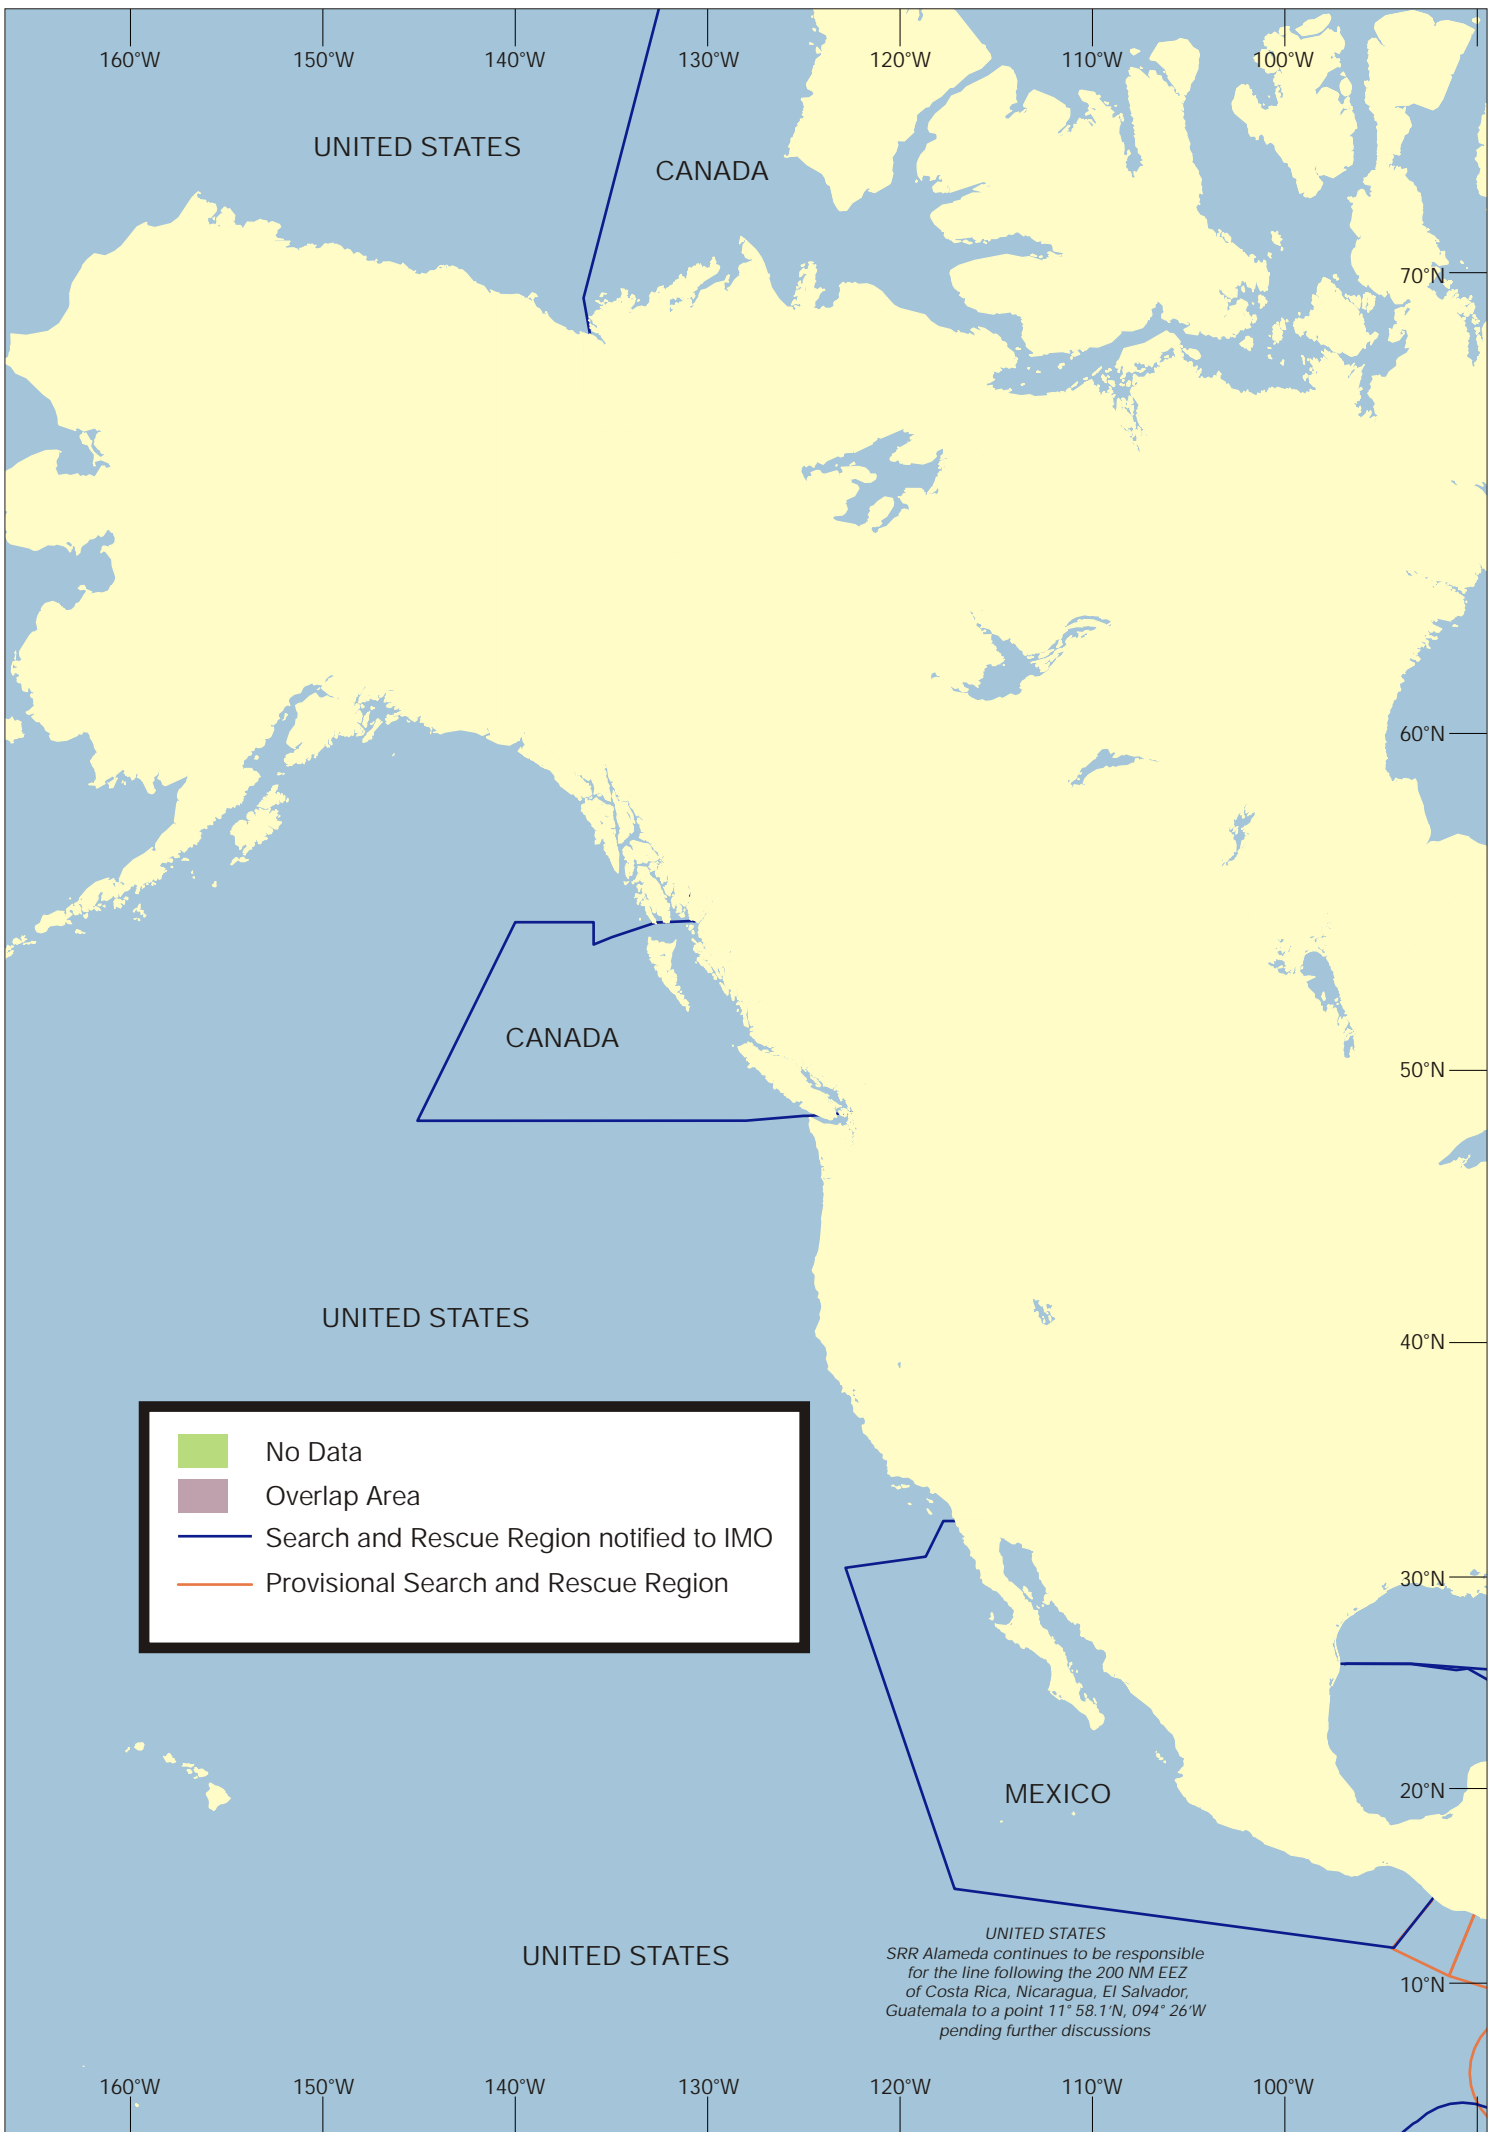 160°W 150°W 140°W 130°W 120°W 110°W 100°W
UNITED STATES
CANADA
70°N
60°N
CANADA
50°N
UNITED STATES
40°N
No Data
Overlap Area
Search and Rescue Region notified to IMO
Provisional Search and Rescue Region
30°N
MEXICO
20°N
UNITED STATES
UNITED STATES
SRR Alameda continues to be responsible
for the line following the 200 NM EEZ
of Costa Rica, Nicaragua, El Salvador,
Guatemala to a point 11° 58.1'N, 094° 26'W
pending further discussions
10°N
160°W 150°W 140°W 130°W 120°W 110°W 100°W